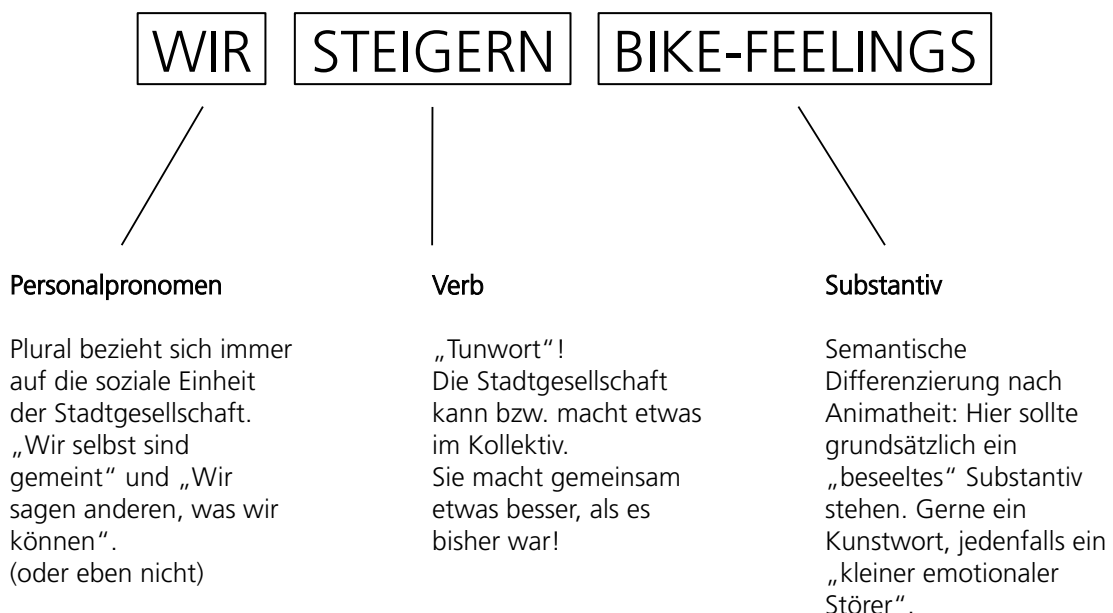 WIR STEIGERN BIKE-FEELINGS
Personalpronomen
Plural bezieht sich immer
auf die soziale Einheit
der Stadtgesellschaft.
„Wir selbst sind
gemeint“ und „Wir
sagen anderen, was wir
können“.
(oder eben nicht)
Verb
„Tunwort“!
Die Stadtgesellschaft
kann bzw. macht etwas
im Kollektiv.
Sie macht gemeinsam
etwas besser, als es
bisher war!
Substantiv
Semantische
Differenzierung nach
Animatheit: Hier sollte
grundsätzlich ein
„beseeltes“ Substantiv
stehen. Gerne ein
Kunstwort, jedenfalls ein
„kleiner emotionaler
Störer“.